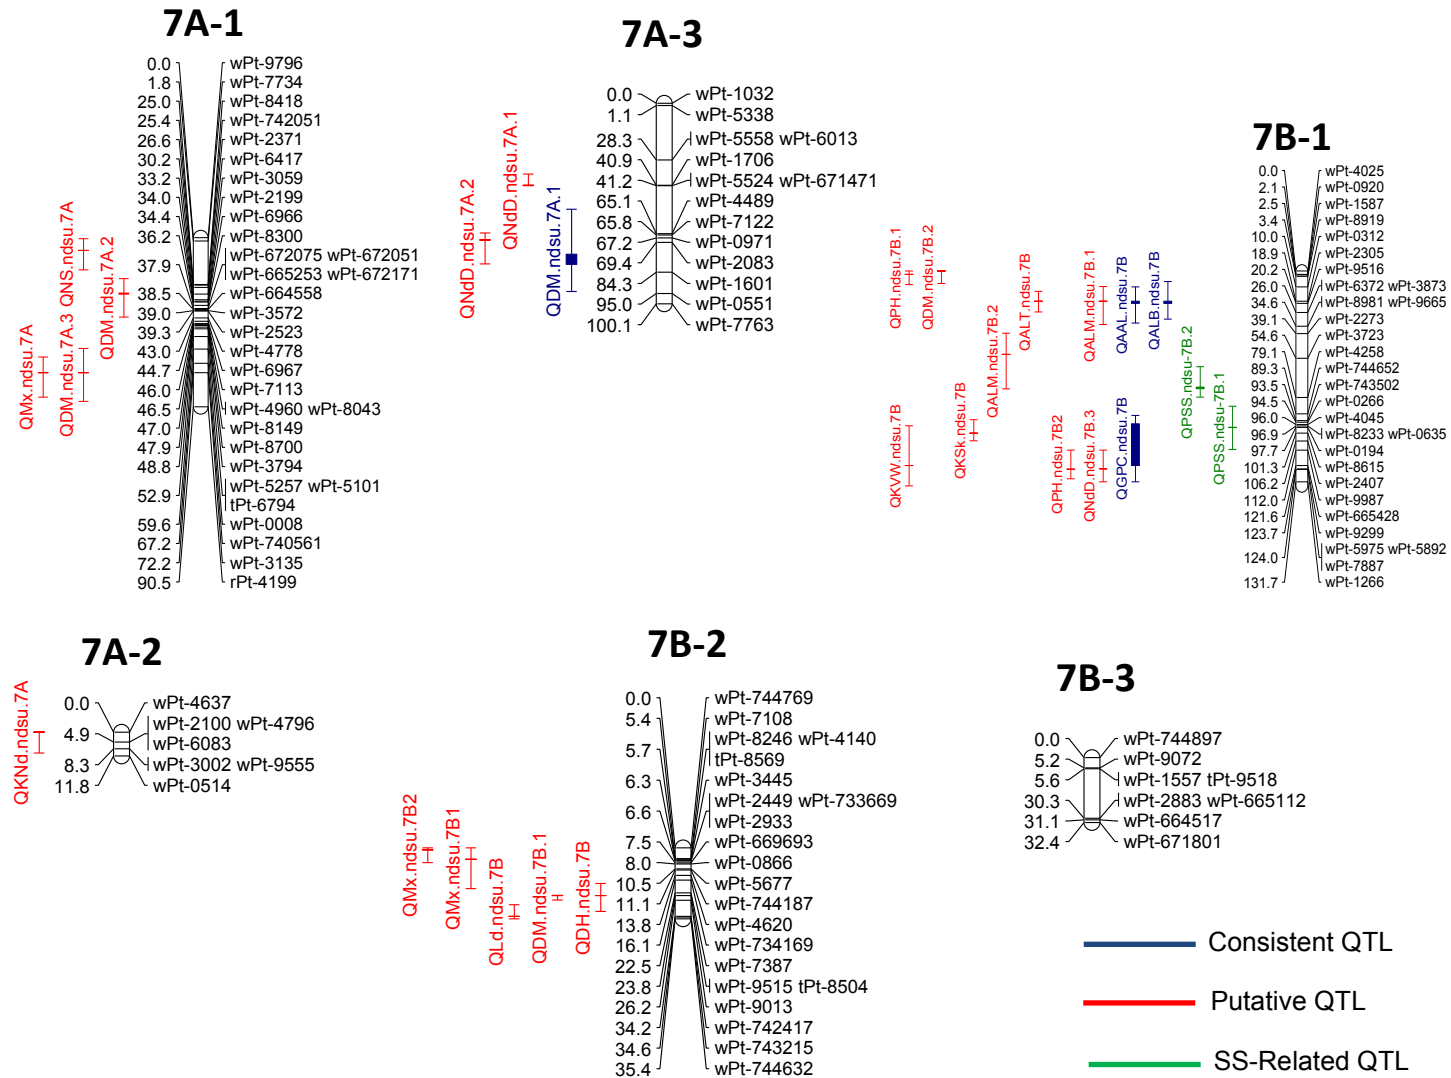 7A-1
0.0 wPt-9796
1.8 wPt-7734
25.0 wPt-8418
25.4 wPt-742051
26.6 wPt-2371
30.2 wPt-6417
33.2 wPt-3059
34.0 wPt-2199
34.4 wPt-6966
36.2 wPt-8300
wPt-672075 wPt-672051
37.9 wPt-665253 wPt-672171
38.5 wPt-664558
39.0 wPt-3572
39.3 wPt-2523
43.0 wPt-4778
44.7 wPt-6967
46.0 wPt-7113
46.5 wPt-4960 wPt-8043
47.0 wPt-8149
47.9 wPt-8700
48.8 wPt-3794
wPt-5257 wPt-5101
52.9 tPt-6794
59.6 wPt-0008
67.2 wPt-740561
72.2 wPt-3135
90.5 rPt-4199
QMx.ndsu.7A
QDM.ndsu.7A.3
QNS.ndsu.7A
QDM.ndsu.7A.2
7A-3
0.0 wPt-1032
1.1 wPt-5338
28.3 wPt-5558 wPt-6013
40.9 wPt-1706
41.2 wPt-5524 wPt-671471
65.1 wPt-4489
65.8 wPt-7122
67.2 wPt-0971
69.4 wPt-2083
84.3 wPt-1601
95.0 wPt-0551
100.1 wPt-7763
QNdD.ndsu.7A.2
QNdD.ndsu.7A.1
QDM.ndsu.7A.1
7B-1
0.0 wPt-4025
2.1 wPt-0920
2.5 wPt-1587
3.4 wPt-8919
10.0 wPt-0312
18.9 wPt-2305
20.2 wPt-9516
26.0 wPt-6372 wPt-3873
34.6 wPt-8981 wPt-9665
39.1 wPt-2273
54.6 wPt-3723
79.1 wPt-4258
89.3 wPt-744652
93.5 wPt-743502
94.5 wPt-0266
96.0 wPt-4045
96.9 wPt-8233 wPt-0635
97.7 wPt-0194
101.3 wPt-8615
106.2 wPt-2407
112.0 wPt-9987
121.6 wPt-665428
123.7 wPt-9299
wPt-5975 wPt-5892
124.0 wPt-7887
131.7 wPt-1266
QPH.ndsu.7B.1
QDM.ndsu.7B.2
QALT.ndsu.7B
QALM.ndsu.7B.1
QAAL.ndsu.7B
QALB.ndsu.7B
QALM.ndsu.7B.2
QPSS.ndsu-7B.2
QPSS.ndsu-7B.1
QKVW.ndsu.7B
QKSk.ndsu.7B
QPH.ndsu.7B2
QNdD.ndsu.7B.3
QGPC.ndsu.7B
7A-2
0.0 wPt-4637
wPt-2100 wPt-4796
4.9 wPt-6083
8.3 wPt-3002 wPt-9555
11.8 wPt-0514
QKNd.ndsu.7A
7B-2
0.0 wPt-744769
5.4 wPt-7108
wPt-8246 wPt-4140
5.7 tPt-8569
6.3 wPt-3445
wPt-2449 wPt-733669
6.6 wPt-2933
7.5 wPt-669693
8.0 wPt-0866
10.5 wPt-5677
11.1 wPt-744187
13.8 wPt-4620
16.1 wPt-734169
22.5 wPt-7387
23.8 wPt-9515 tPt-8504
26.2 wPt-9013
34.2 wPt-742417
34.6 wPt-743215
35.4 wPt-744632
QMx.ndsu.7B2
QMx.ndsu.7B1
QLd.ndsu.7B
QDM.ndsu.7B.1
QDH.ndsu.7B
7B-3
0.0 wPt-744897
5.2 wPt-9072
5.6 wPt-1557 tPt-9518
30.3 wPt-2883 wPt-665112
31.1 wPt-664517
32.4 wPt-671801
Consistent QTL
Putative QTL
SS-Related QTL